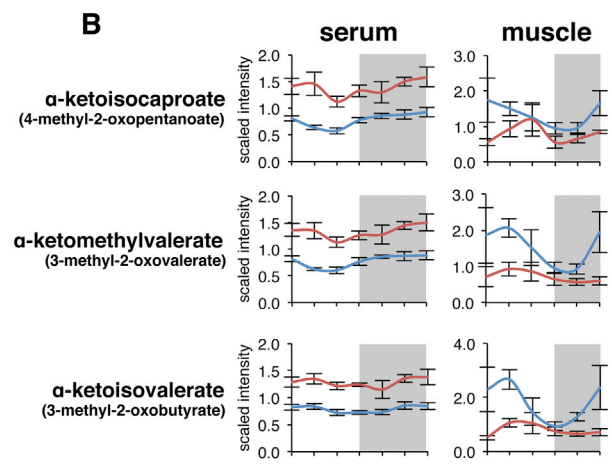 B
serum
muscle
α-ketoisocaproate
(4-methyl-2-oxopentanoate)
scaled intensity
2.0
1.5
1.0
0.5
0.0
3.0
2.0
1.0
0.0
α-ketomethylvalerate
(3-methyl-2-oxovalerate)
scaled intensity
2.0
1.5
1.0
0.5
0.0
3.0
2.0
1.0
0.0
α-ketoisovalerate
(3-methyl-2-oxobutyrate)
scaled intensity
2.0
1.5
1.0
0.5
0.0
4.0
2.0
0.0